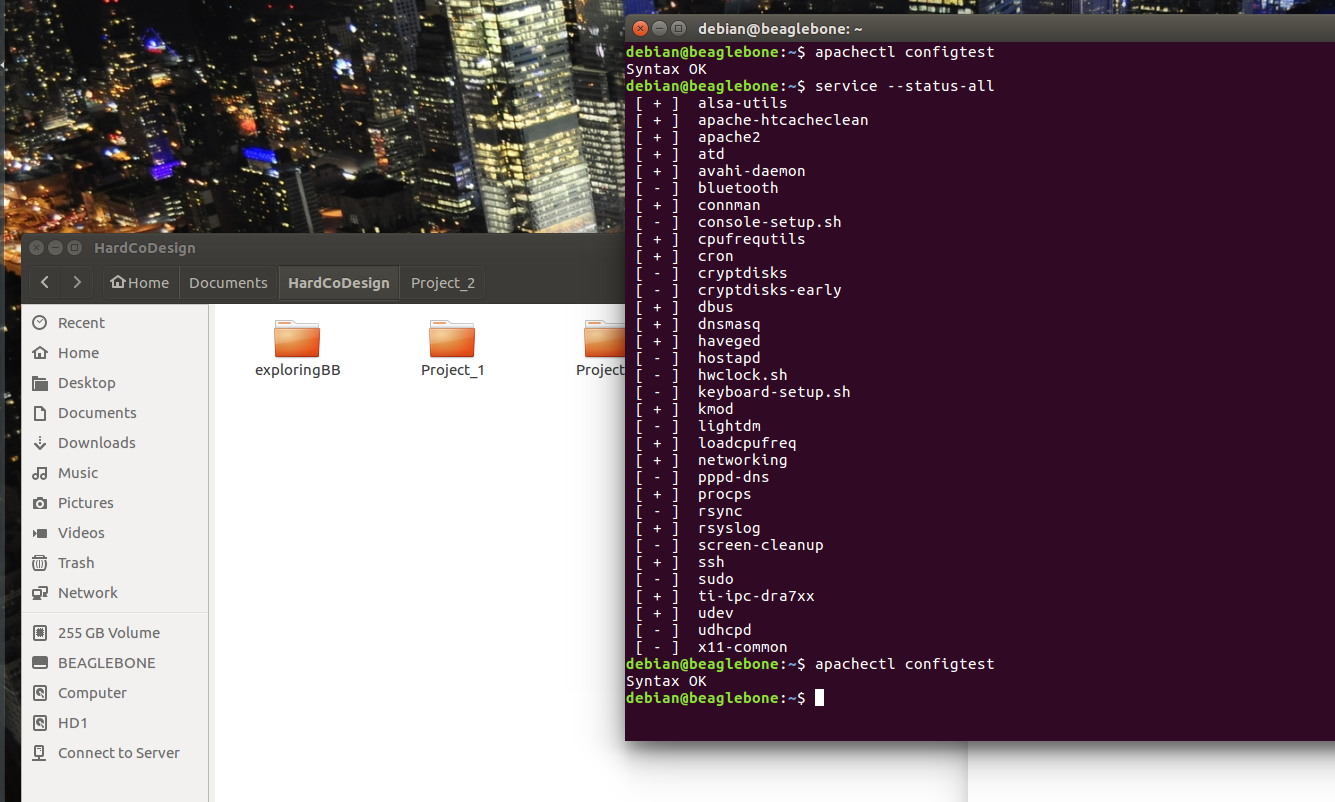 debian@beaglebone: ~
debian@beaglebone:~$ apachectl configtest
Syntax OK
debian@beaglebone:~$ service --status-all
[ + ] alsa-utils
[ + ] apache-htcacheclean
[ + ] apache2
[ + ] atd
[ + ] avahi-daemon
[ - ] bluetooth
[ + ] connman
[ - ] console-setup.sh
[ + ] cpufrequtils
[ + ] cron
[ - ] cryptdisks
[ - ] cryptdisks-early
[ + ] dbus
[ + ] dnsmasq
[ + ] haveged
[ - ] hostapd
[ - ] hwclock.sh
[ - ] keyboard-setup.sh
[ + ] kmod
[ - ] lightdm
[ + ] loadcpufreq
[ + ] networking
[ - ] pppd-dns
[ + ] procps
[ - ] rsync
[ + ] rsyslog
[ - ] screen-cleanup
[ + ] ssh
[ - ] sudo
[ + ] ti-ipc-dra7xx
[ + ] udev
[ - ] udhcpd
[ - ] x11-common
debian@beaglebone:~$ apachectl configtest
Syntax OK
debian@beaglebone:~$
HardCoDesign
Home Documents HardCoDesign Project_2
Recent
Home
Desktop
Documents
Downloads
Music
Pictures
Videos
Trash
Network
255 GB Volume
BEAGLEBONE
Computer
HD1
Connect to Server
exploringBB Project_1 Project